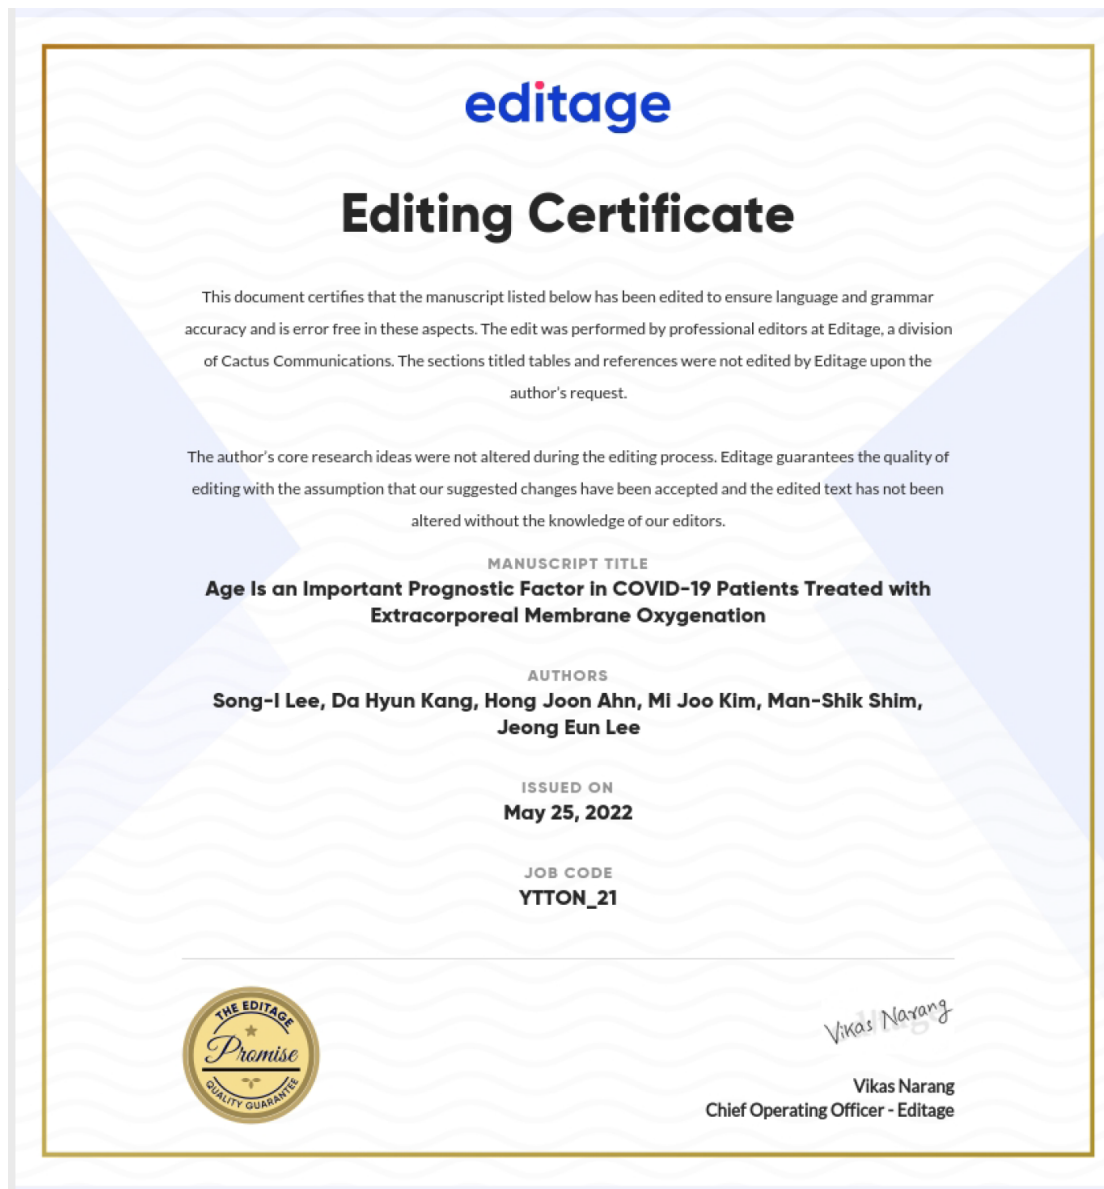 editage
Editing Certificate
This document certifies that the manuscript listed below has been edited to ensure language and grammar
accuracy and is error free in these aspects. The edit was performed by professional editors at Editage, a division
of Cactus Communications. The sections titled tables and references were not edited by Editage upon the
author's request.
The author's core research ideas were not altered during the editing process. Editage guarantees the quality of
editing with the assumption that our suggested changes have been accepted and the edited text has not been
altered without the knowledge of our editors.
MANUSCRIPT TITLE
Age Is an Important Prognostic Factor in COVID-19 Patients Treated with
Extracorporeal Membrane Oxygenation
AUTHORS
Song-I Lee, Da Hyun Kang, Hong Joon Ahn, Mi Joo Kim, Man-Shik Shim,
Jeong Eun Lee
ISSUED ON
May 25, 2022
JOB CODE
YTTON_21
THE EDITAGE
Promise
QUALITY GUARANTEE
Vikas Narang
Vikas Narang
Chief Operating Officer - Editage